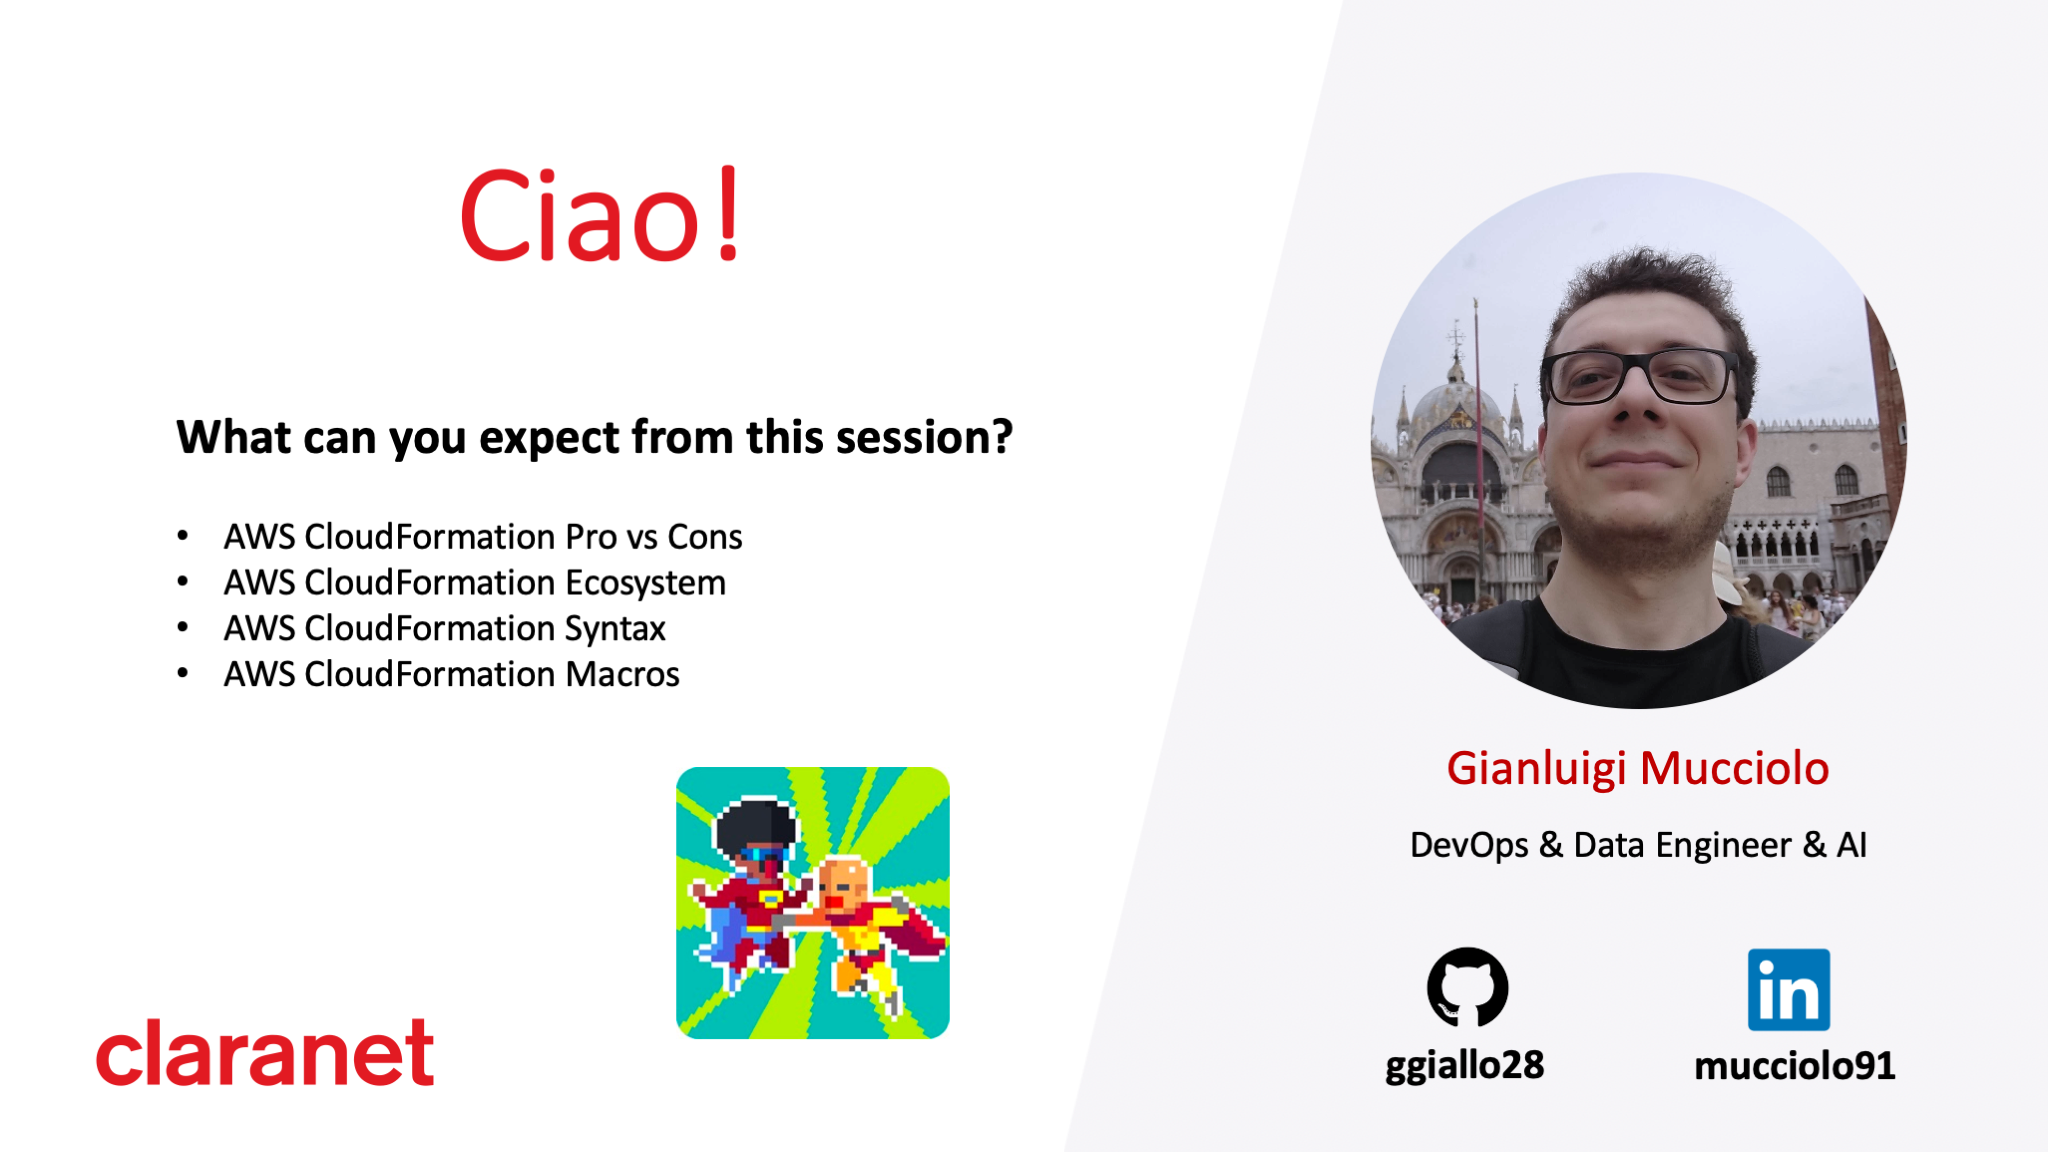 Ciao!
What can you expect from this session?
• AWS CloudFormation Pro vs Cons
• AWS CloudFormation Ecosystem
• AWS CloudFormation Syntax
• AWS CloudFormation Macros
claranet
Gianluigi Mucciolo
DevOps & Data Engineer & AI
in
ggiallo28
mucciolo91